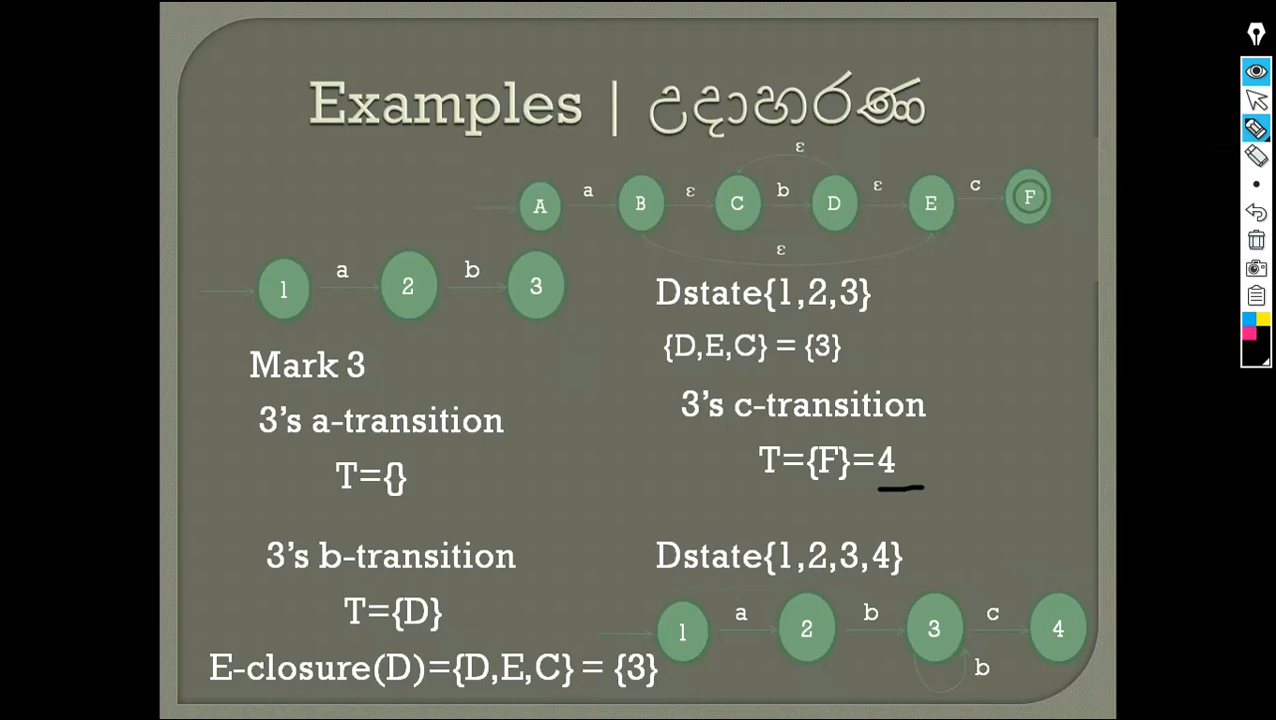 Examples | උදාහරණ
ε
A a B ε C b D ε E c F
ε
1 a 2 b 3
Dstate{1,2,3}
{D,E,C} = {3}
Mark 3
3's a-transition
T={}
3's c-transition
T={F}=4
3's b-transition
T={D}
E-closure(D)={D,E,C} = {3}
Dstate{1,2,3,4}
1 a 2 b 3 c 4
b